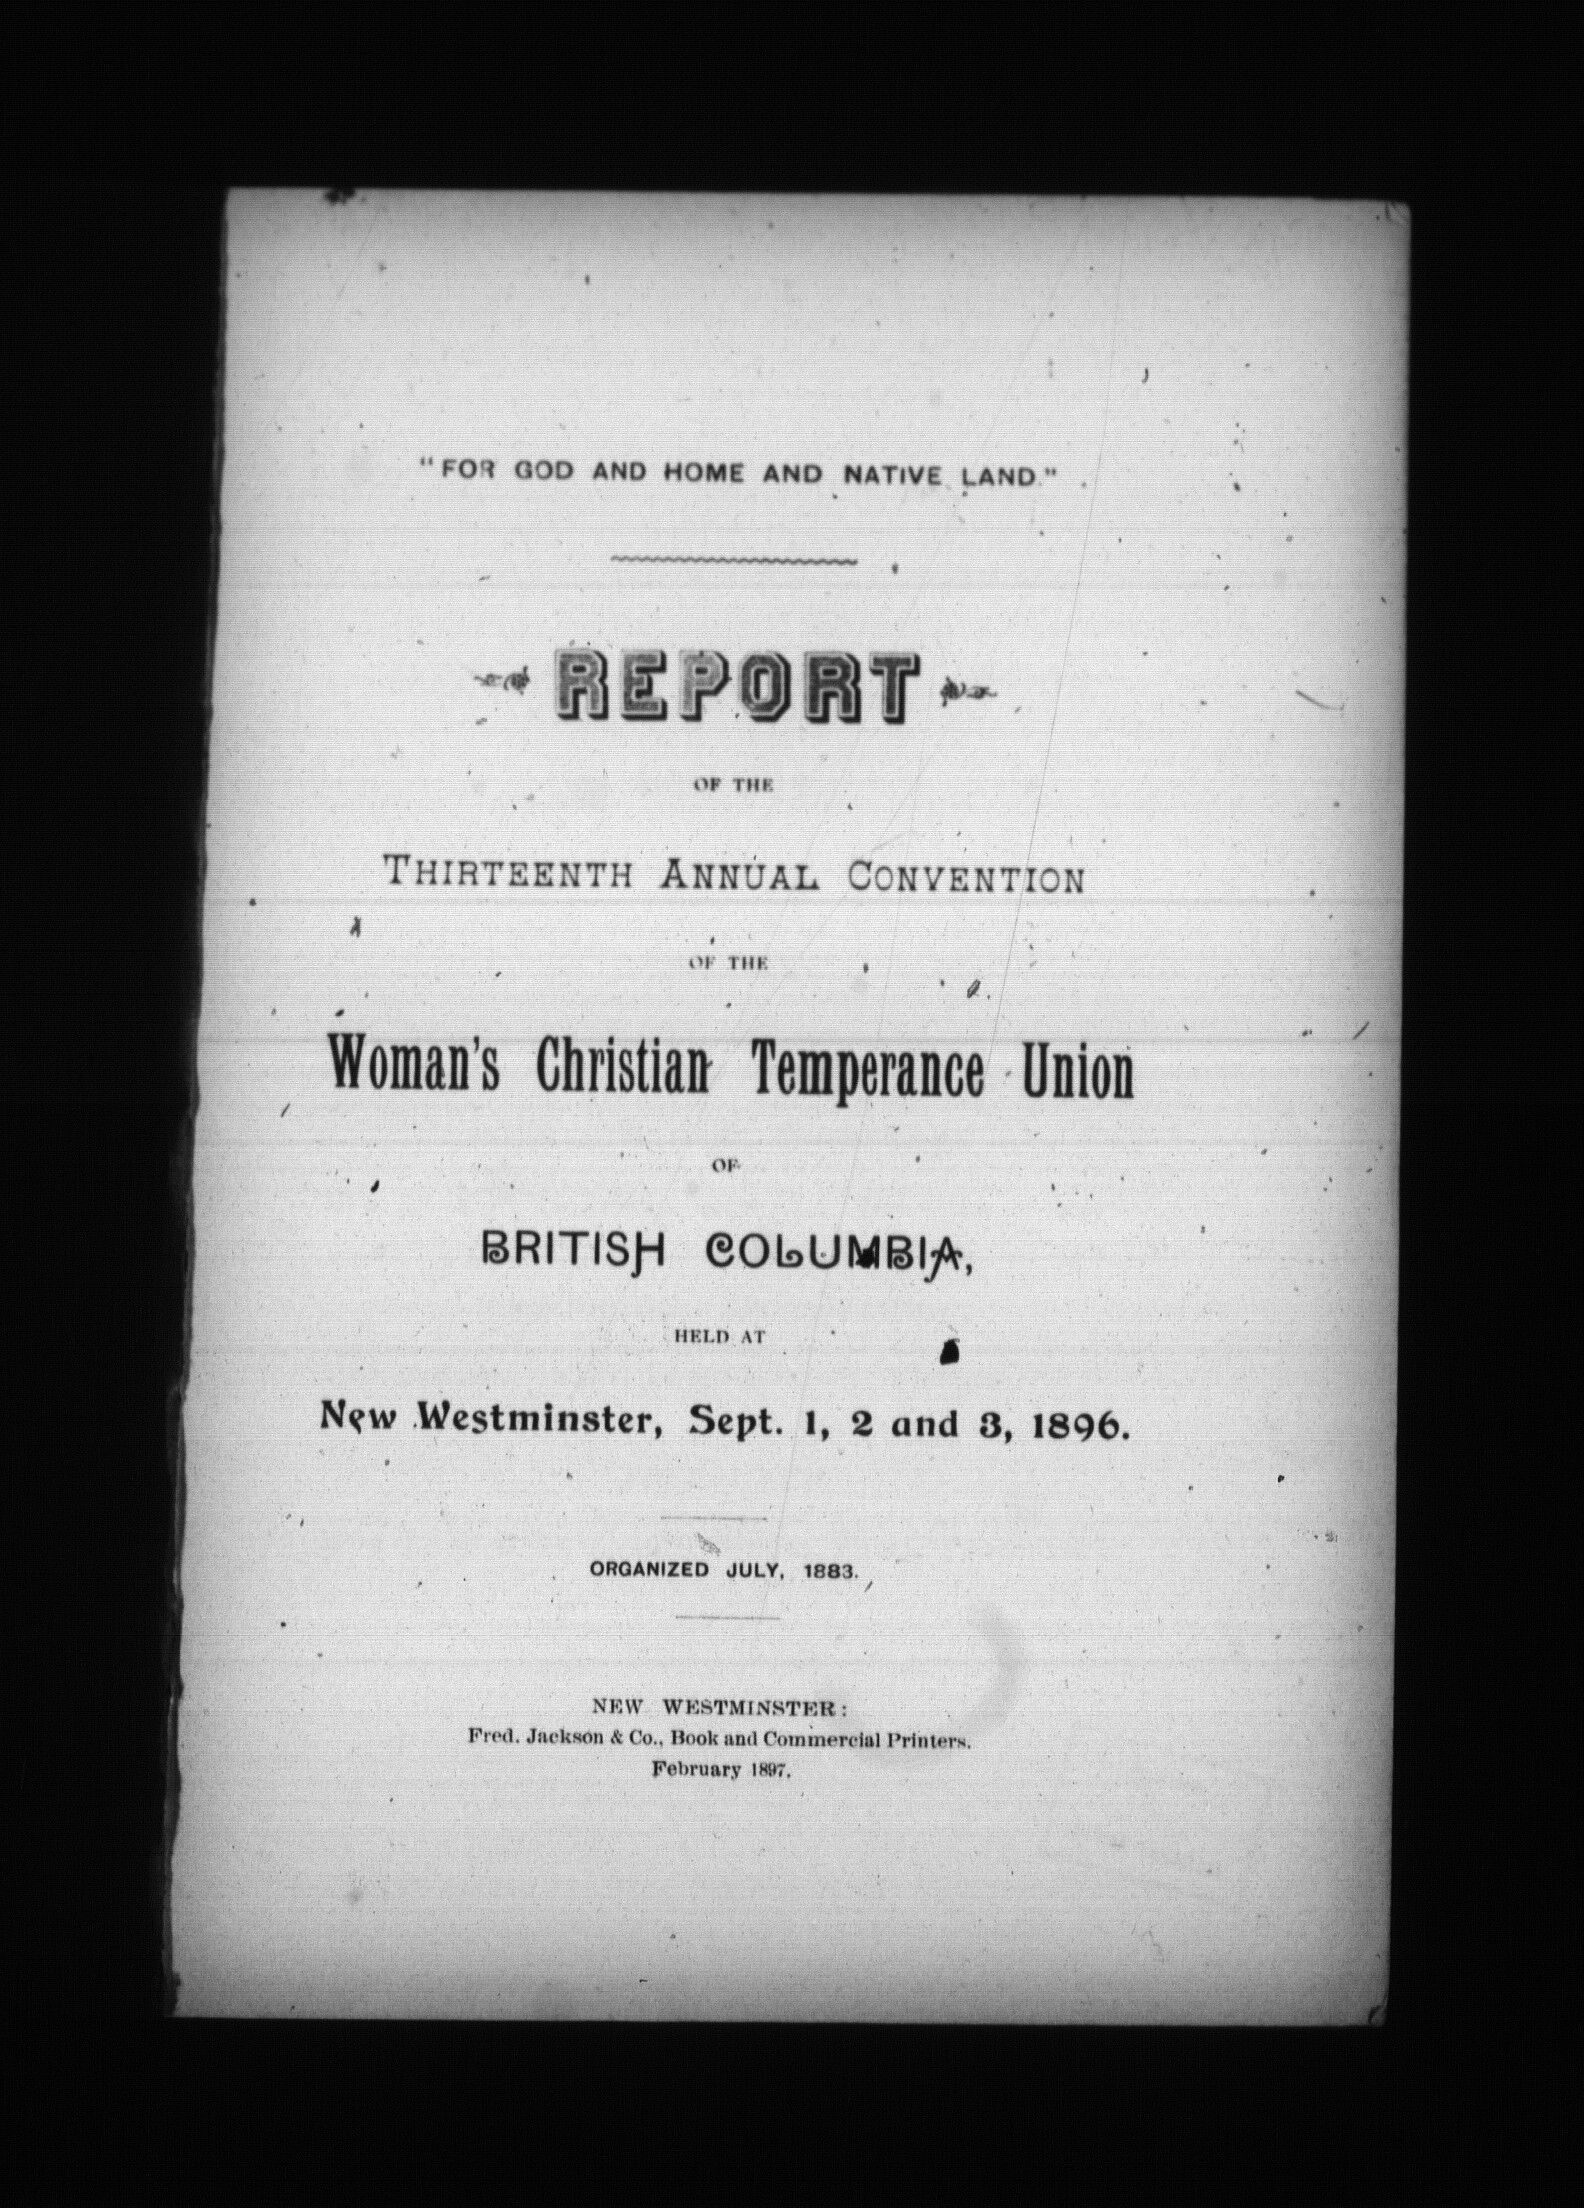 "FOR GOD AND HOME AND NATIVE LAND."
REPORT
OF THE
THIRTEENTH ANNUAL CONVENTION
OF THE
Woman's Christian Temperance Union
OF
BRITISH COLUMBIA,
HELD AT
New Westminster, Sept. 1, 2 and 3, 1896.
ORGANIZED JULY, 1883.
NEW WESTMINSTER:
Fred. Jackson & Co., Book and Commercial Printers.
February 1897.